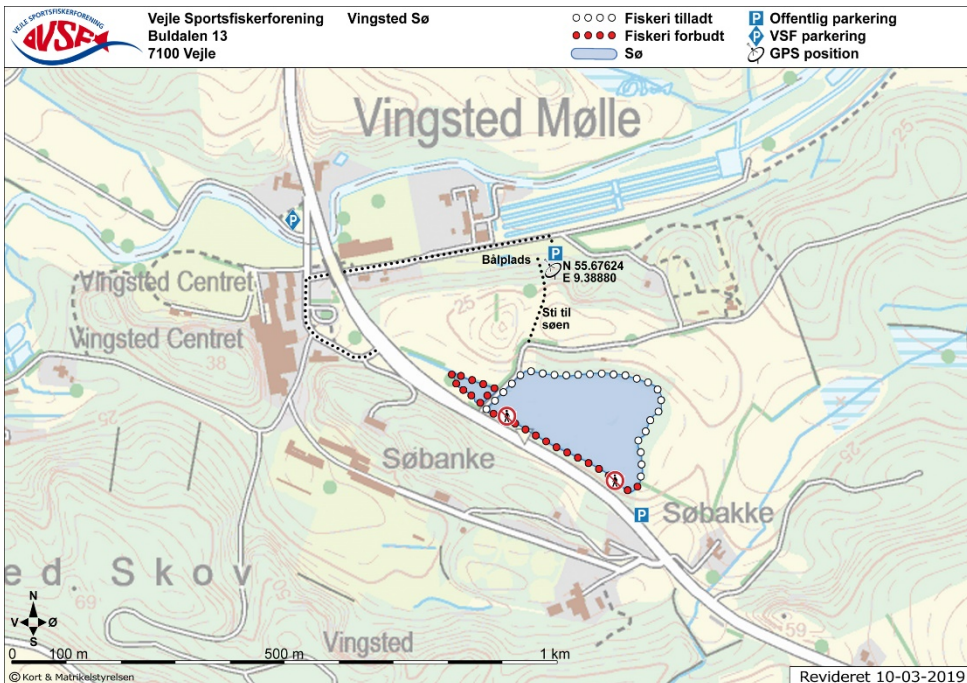 VEJLE SPORTSFISKERFORENING
VSF
Vejle Sportsfiskerforening
Buldalen 13
7100 Vejle
Vingsted Sø
Fiskeri tilladt
Fiskeri forbudt
Sø
P Offentlig parkering
P VSF parkering
GPS position
Vingsted Mølle
25
P
Bålplads
P
N 55.67624
E 9.38880
Vingsted Centret
25
Sti til
søen
Vingsted Centret
38
25
25
Søbanke
P
Søbakke
ed. Skov
69
59
Vingsted
N
V Ø
S
0 100 m 500 m 1 km
© Kort & Matrikelstyrelsen
Revideret 10-03-2019